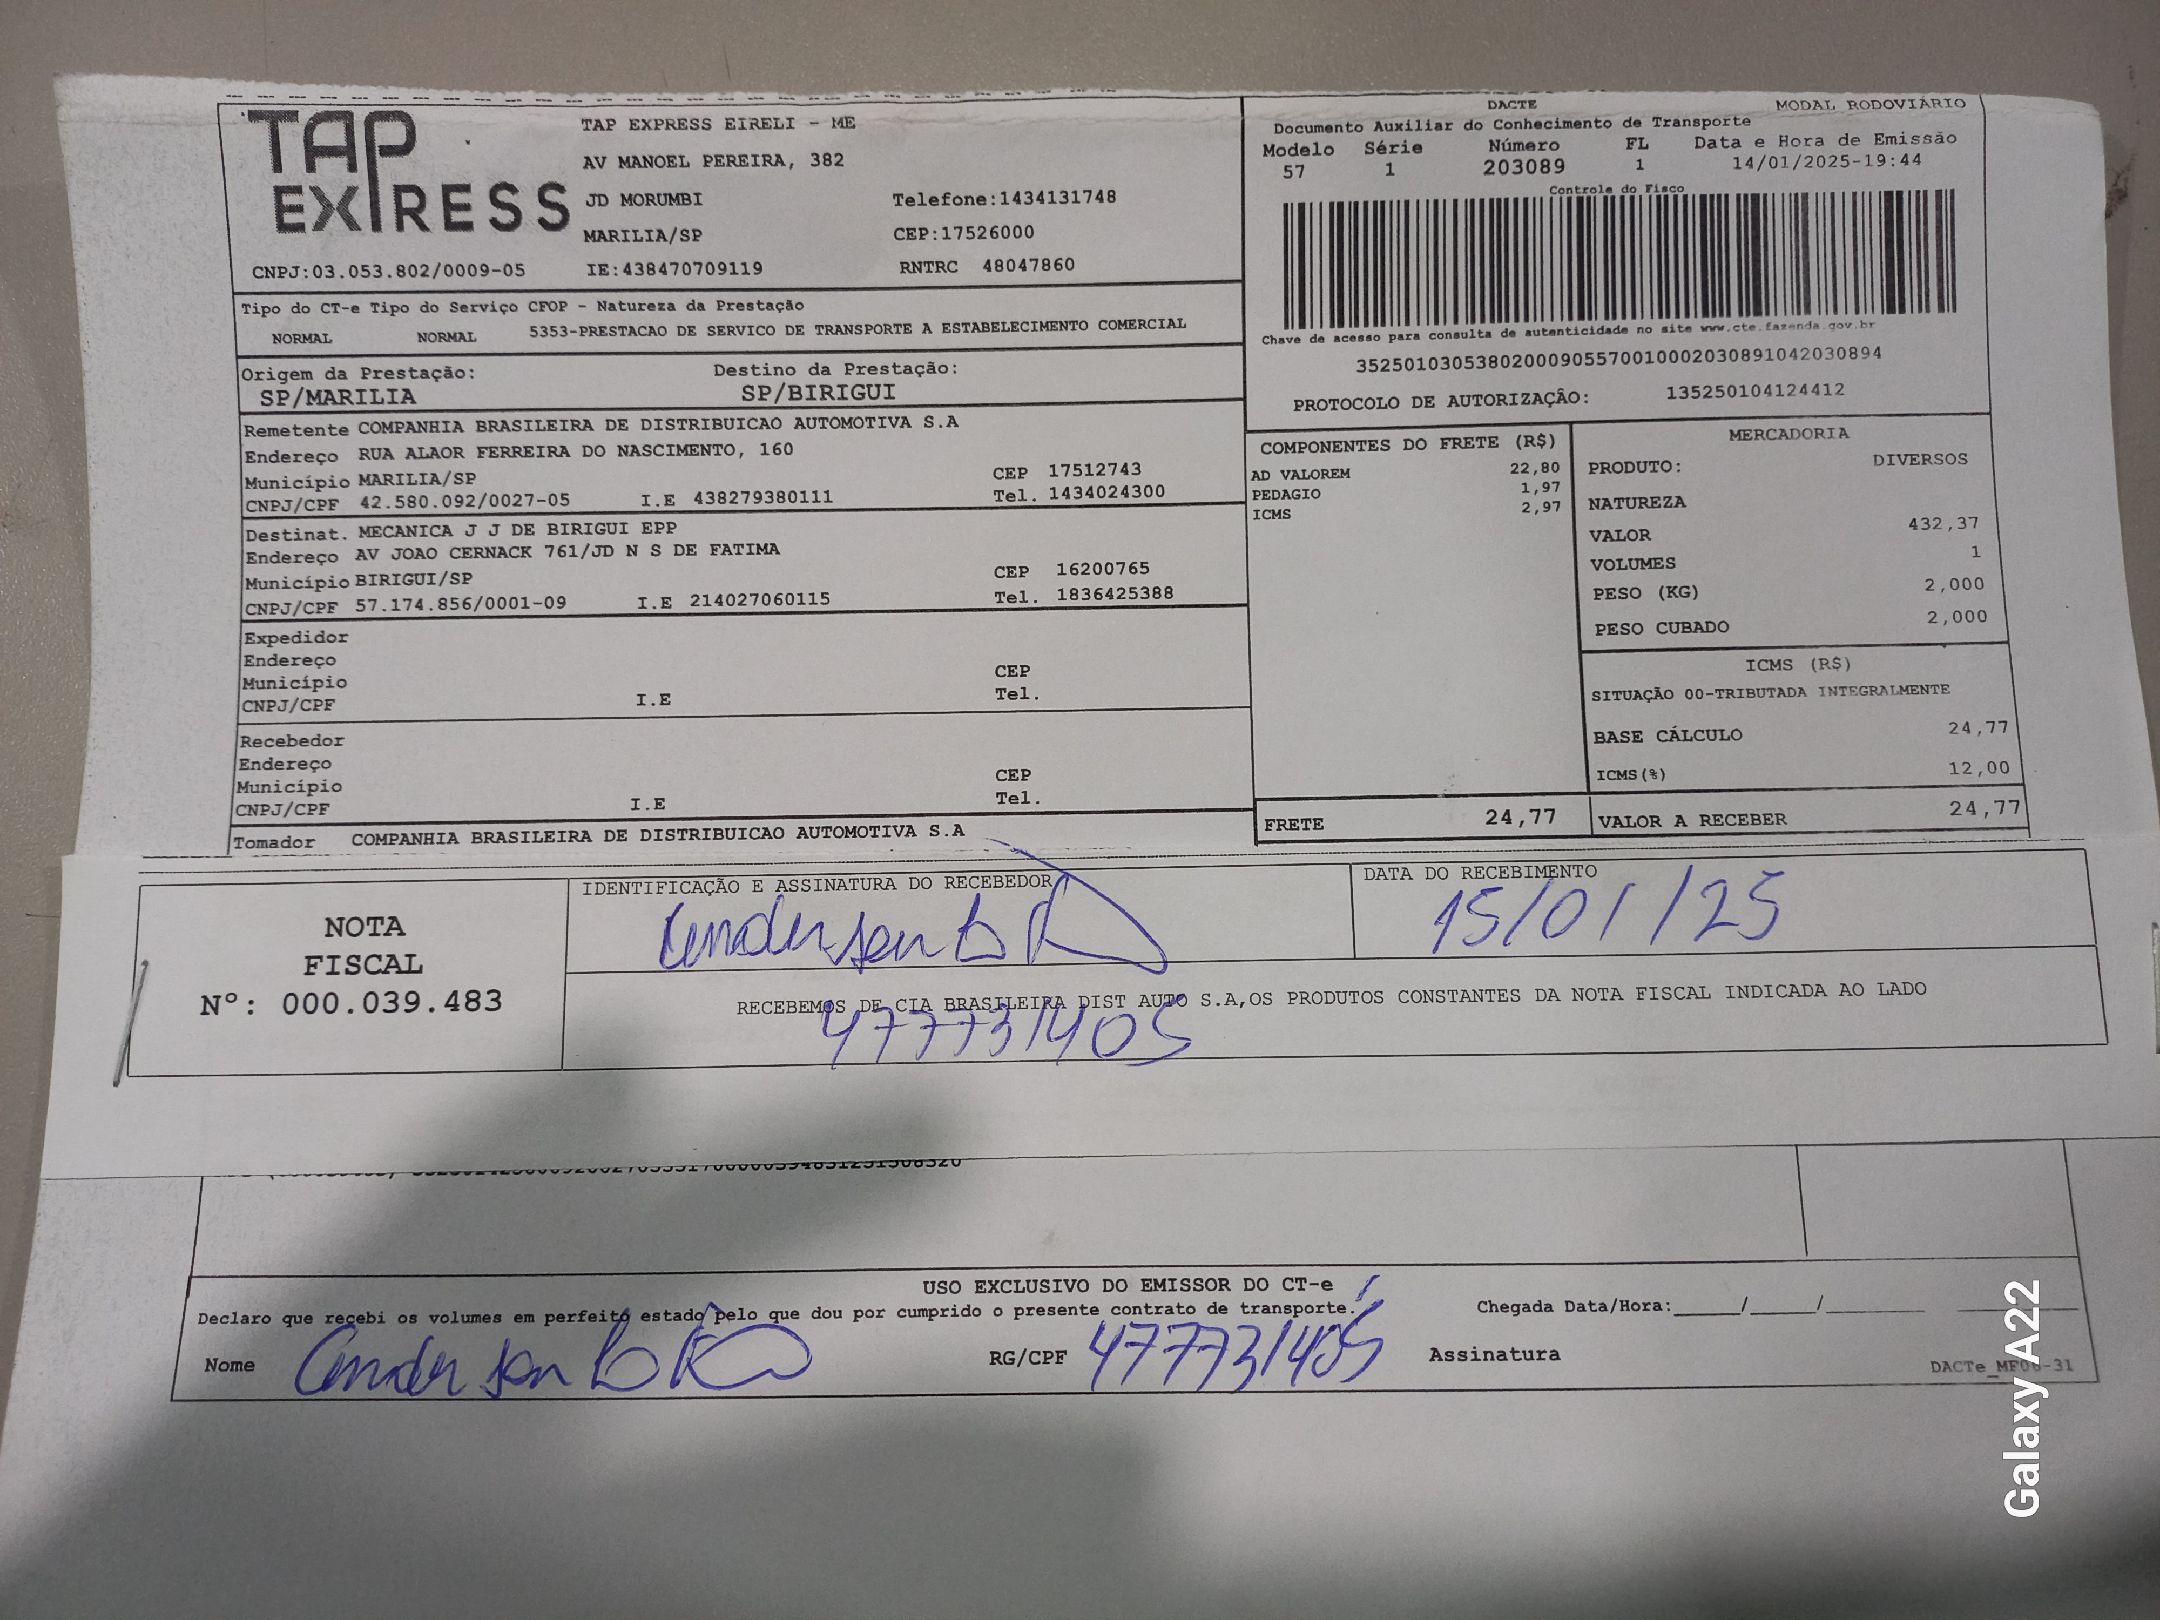 TAP EXPRESS
TAP EXPRESS EIRELI - ME
AV MANOEL PEREIRA, 382
JD MORUMBI Telefone:1434131748
MARILIA/SP CEP:17526000
CNPJ:03.053.802/0009-05 IE:438470709119 RNTRC 48047860
DACTE MODAL RODOVIÁRIO
Documento Auxiliar do Conhecimento de Transporte
Modelo Série Número FL Data e Hora de Emissão
57 1 203089 1 14/01/2025-19:44
Controle do Fisco
Chave de acesso para consulta de autenticidade no site www.cte.fazenda.gov.br
35250103053802000905570010002030891042030894
PROTOCOLO DE AUTORIZAÇÃO: 135250104124412
Tipo do CT-e Tipo do Serviço CFOP - Natureza da Prestação
NORMAL NORMAL 5353-PRESTACAO DE SERVICO DE TRANSPORTE A ESTABELECIMENTO COMERCIAL
Origem da Prestação: Destino da Prestação:
SP/MARILIA SP/BIRIGUI
Remetente COMPANHIA BRASILEIRA DE DISTRIBUICAO AUTOMOTIVA S.A
Endereço RUA ALAOR FERREIRA DO NASCIMENTO, 160
Município MARILIA/SP CEP 17512743
CNPJ/CPF 42.580.092/0027-05 I.E 438279380111 Tel. 1434024300
Destinat. MECANICA J J DE BIRIGUI EPP
Endereço AV JOAO CERNACK 761/JD N S DE FATIMA
Município BIRIGUI/SP CEP 16200765
CNPJ/CPF 57.174.856/0001-09 I.E 214027060115 Tel. 1836425388
Expedidor
Endereço
Município CEP
CNPJ/CPF I.E Tel.
Recebedor
Endereço
Município CEP
CNPJ/CPF I.E Tel.
Tomador COMPANHIA BRASILEIRA DE DISTRIBUICAO AUTOMOTIVA S.A
COMPONENTES DO FRETE (R$)
AD VALOREM 22,80
PEDAGIO 1,97
ICMS 2,97
FRETE 24,77
MERCADORIA
PRODUTO: DIVERSOS
NATUREZA
VALOR 432,37
VOLUMES 1
PESO (KG) 2,000
PESO CUBADO 2,000
ICMS (R$)
SITUAÇÃO 00-TRIBUTADA INTEGRALMENTE
BASE CÁLCULO 24,77
ICMS(%) 12,00
VALOR A RECEBER 24,77
NOTA
FISCAL
Nº: 000.039.483
IDENTIFICAÇÃO E ASSINATURA DO RECEBEDOR
Anderson
DATA DO RECEBIMENTO
15/01/25
RECEBEMOS DE CIA BRASILEIRA DIST AUTO S.A,OS PRODUTOS CONSTANTES DA NOTA FISCAL INDICADA AO LADO
477731405
USO EXCLUSIVO DO EMISSOR DO CT-e
Declaro que recebi os volumes em perfeito estado pelo que dou por cumprido o presente contrato de transporte. Chegada Data/Hora:____/____/______
Nome Anderson RG/CPF 477731405 Assinatura
DACTe_MF06-31
Galaxy A22